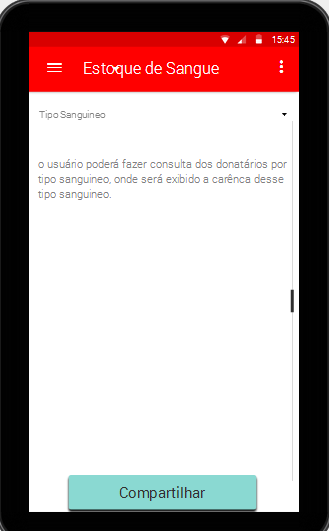 15:45
Estoque de Sangue
Tipo Sanguineo
o usuário poderá fazer consulta dos donatários por
tipo sanguineo, onde será exibido a carênca desse
tipo sanguineo.
Compartilhar